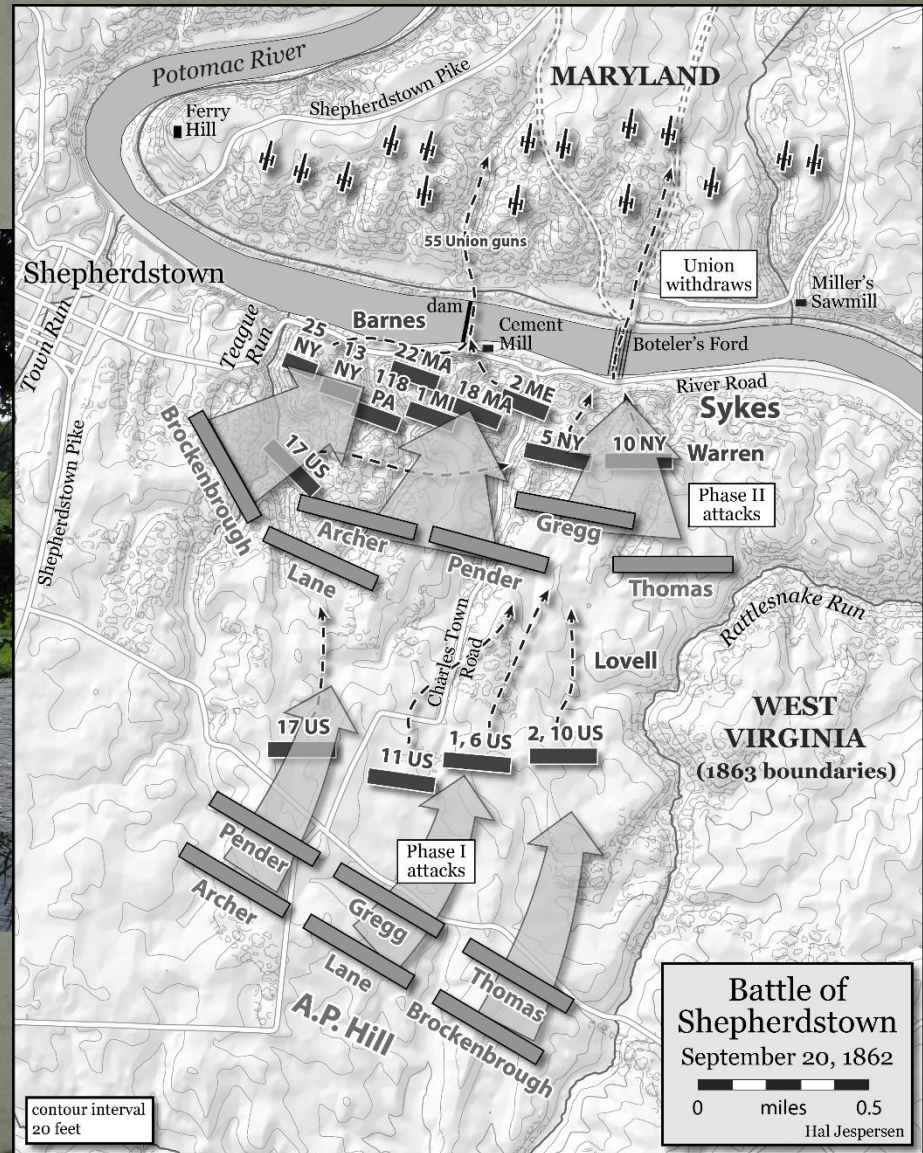 Potomac River
Shepherdstown Pike
MARYLAND
Ferry
Hill
55 Union guns
Union
withdraws
Miller's
Sawmill
Shepherdstown
Town Run
Teague
Run
Barnes
dam
Cement
Mill
Boteler's Ford
River Road
25
NY
13
NY
22 MA
118
PA
1 MI
18 MA
2 ME
Sykes
5 NY
10 NY
Warren
17 US
Brockenbrough
Phase II
attacks
Shepherdstown Pike
Archer
Gregg
Lane
Pender
Thomas
Rattlesnake Run
Charles Town
Road
Lovell
WEST
VIRGINIA
(1863 boundaries)
17 US
11 US
1, 6 US
2, 10 US
Pender
Phase I
attacks
Archer
Gregg
Lane
Thomas
Brockenbrough
A.P. Hill
Battle of
Shepherdstown
September 20, 1862
0 miles 0.5
Hal Jespersen
contour interval
20 feet